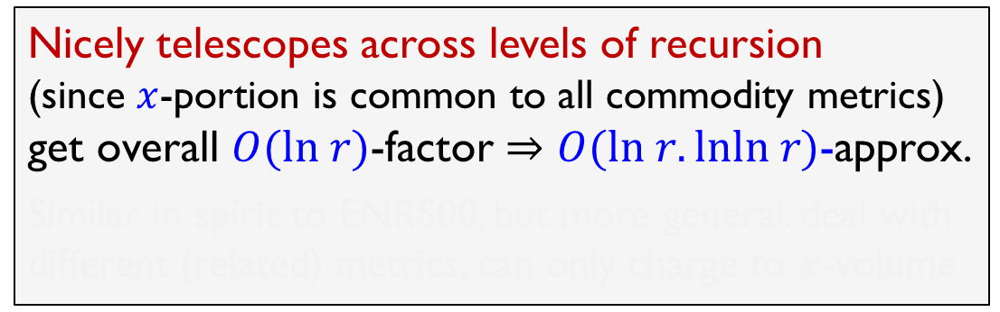 Nicely telescopes across levels of recursion
(since x-portion is common to all commodity metrics)
get overall O(ln r)-factor ⇒ O(ln r. lnln r)-approx.
Similar in spirit to ENRS00, but more general: deal with
different (related) metrics, can only charge to x-volume